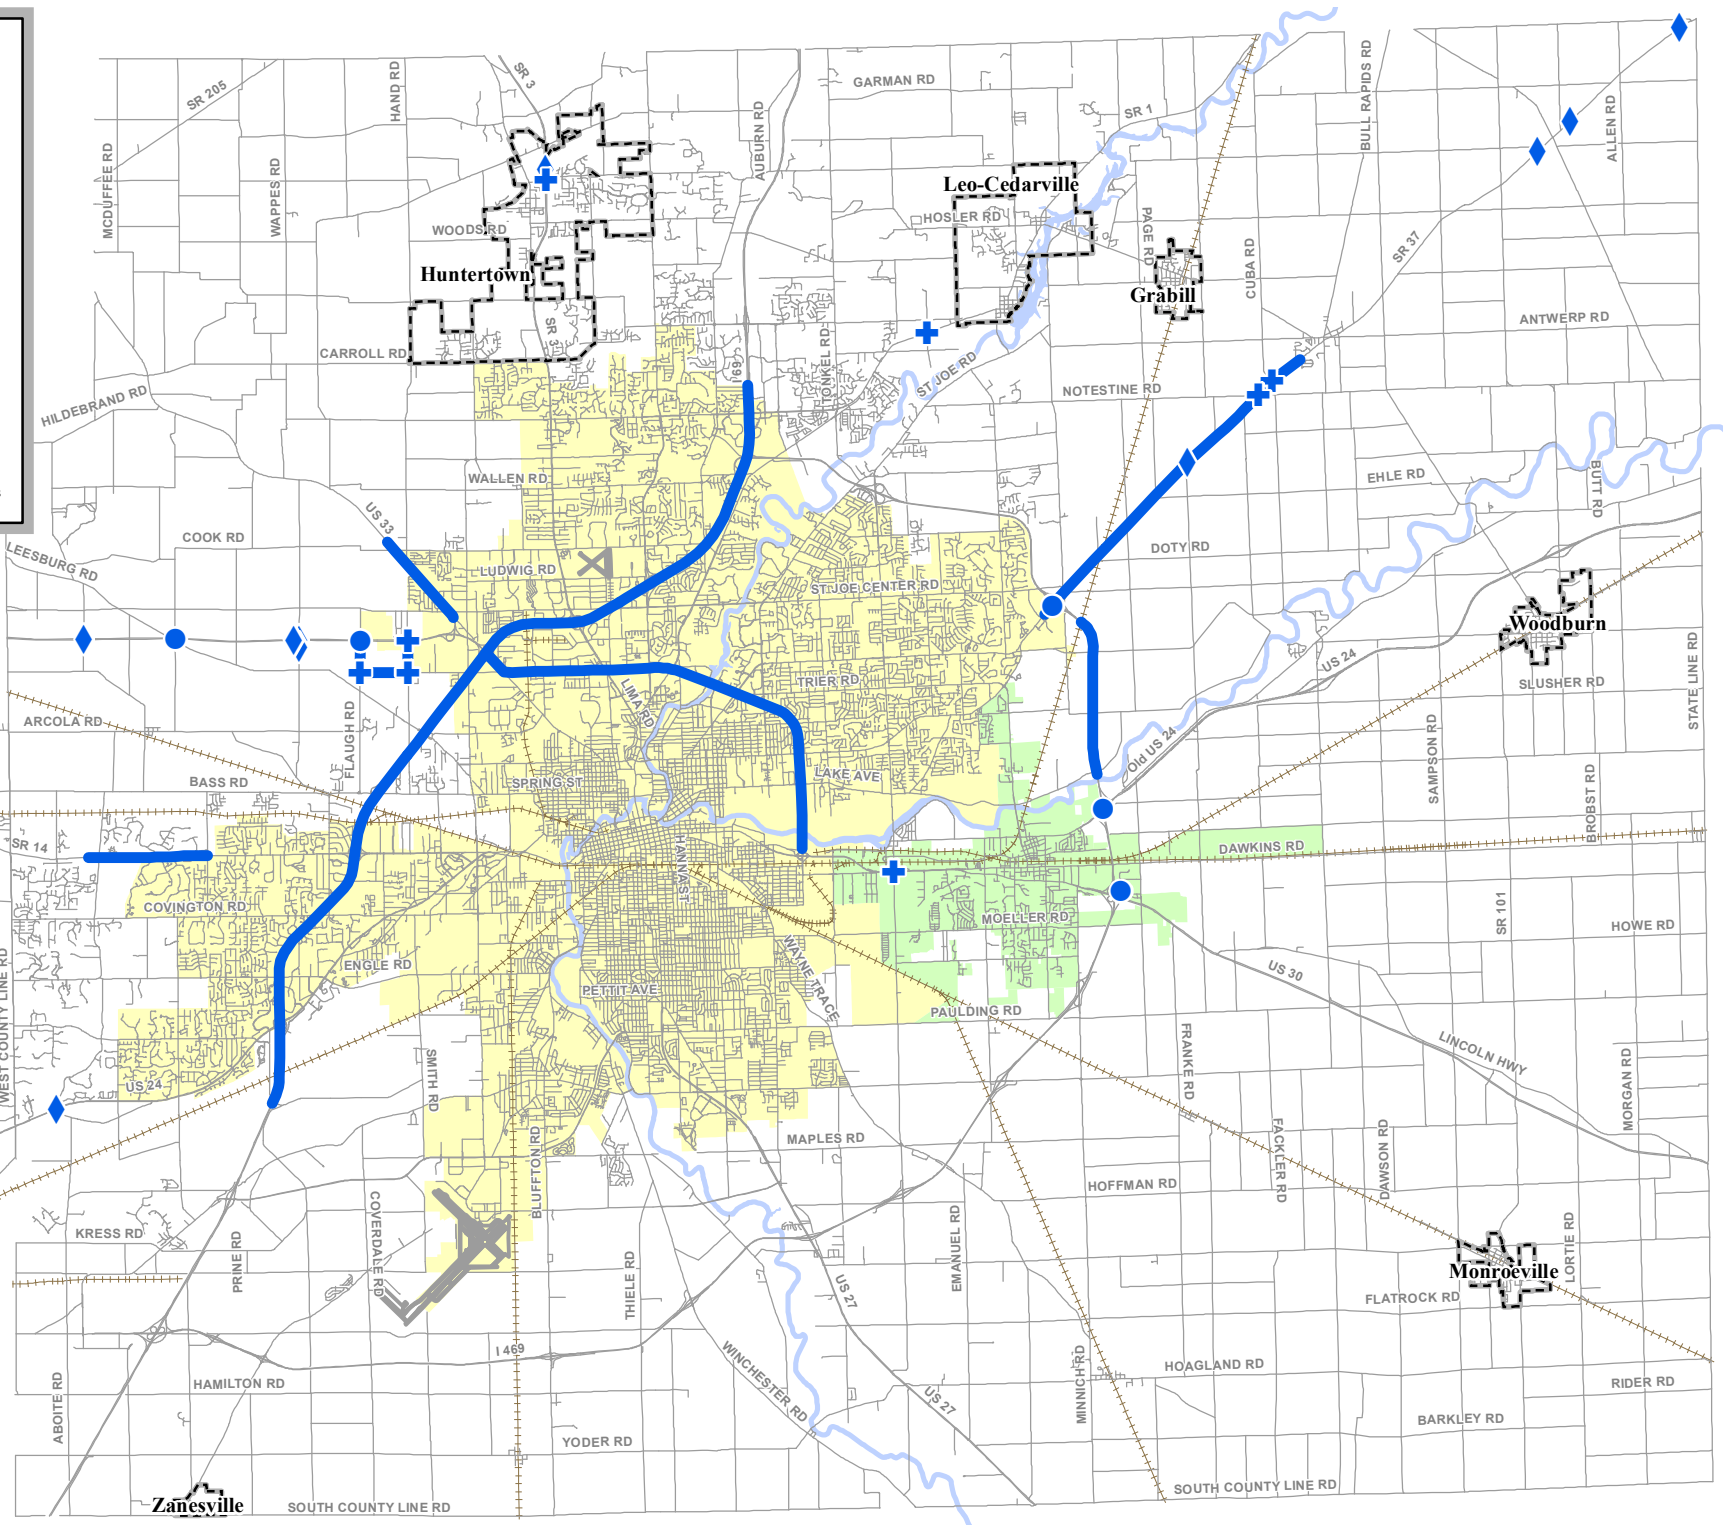 SR 205
HAND RD
SR 3
GARMAN RD
SR 1
BULL RAPIDS RD
ALLEN RD
MCDUFFEE RD
WAPPES RD
AUBURN RD
Leo-Cedarville
HOSLER RD
PAGE RD
CUBA RD
SR 37
WOODS RD
Huntertown
Grabill
SR 3
ANTWERP RD
CARROLL RD
I 69
TONKEL RD
ST JOE RD
NOTESTINE RD
HILDEBRAND RD
WALLEN RD
EHLE RD
BUTT RD
US 33
COOK RD
LEESBURG RD
LUDWIG RD
ST JOE CENTER RD
DOTY RD
Woodburn
US 24
STATE LINE RD
TRIER RD
SLUSHER RD
LIMA RD
ARCOLA RD
FLAUGH RD
Old US 24
SAMPSON RD
BASS RD
SPRING ST
LAKE AVE
BROBST RD
SR 14
HANNA ST
DAWKINS RD
COVINGTON RD
MOELLER RD
SR 101
HOWE RD
WEST COUNTY LINE RD
ENGLE RD
WAYNE TRACE
US 30
PETTIT AVE
PAULDING RD
US 24
SMITH RD
FRANKE RD
LINCOLN HWY
MORGAN RD
MAPLES RD
BLUFFTON RD
FACKLER RD
DAWSON RD
HOFFMAN RD
KRESS RD
PRINE RD
COVERDALE RD
THIELE RD
EMANUEL RD
LORTIE RD
US 27
Monroeville
FLATROCK RD
I 469
WINCHESTER RD
MINNICH RD
HOAGLAND RD
HAMILTON RD
RIDER RD
ABOITE RD
US 27
BARKLEY RD
YODER RD
Zanesville
SOUTH COUNTY LINE RD
SOUTH COUNTY LINE RD